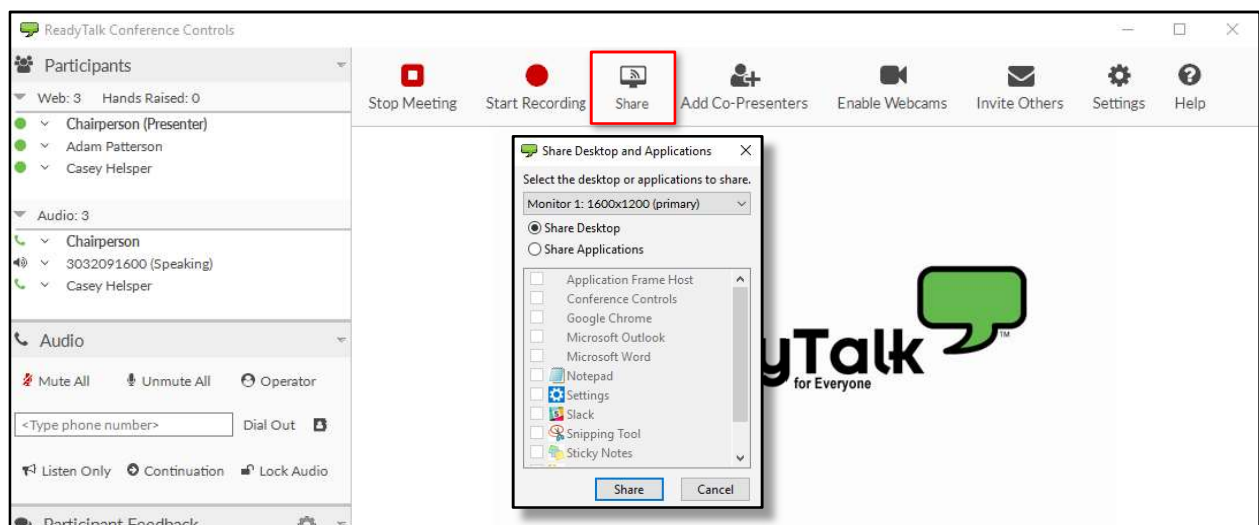 ReadyTalk Conference Controls
Participants
Web: 3 Hands Raised: 0
Chairperson (Presenter)
Adam Patterson
Casey Helsper
Audio: 3
Chairperson
3032091600 (Speaking)
Casey Helsper
Audio
Mute All Unmute All Operator
<Type phone number> Dial Out
Listen Only Continuation Lock Audio
Participant Feedback
Stop Meeting Start Recording Share Add Co-Presenters Enable Webcams Invite Others Settings Help
Share Desktop and Applications
Select the desktop or applications to share.
Monitor 1: 1600x1200 (primary)
Share Desktop
Share Applications
Application Frame Host
Conference Controls
Google Chrome
Microsoft Outlook
Microsoft Word
Notepad
Settings
Slack
Snipping Tool
Sticky Notes
Share Cancel
yTalk
TM
for Everyone